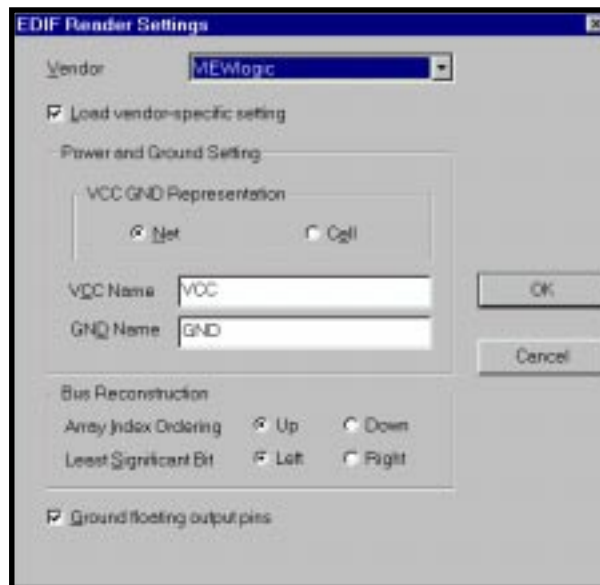 EDIF Render Settings
Vendor VIEWlogic
Load vendor-specific setting
Power and Ground Setting
VCC GND Representation
Net Cell
VCC Name VCC
GND Name GND
OK
Cancel
Bus Reconstruction
Array Index Ordering Up Down
Least Significant Bit Left Right
Ground floating output pins